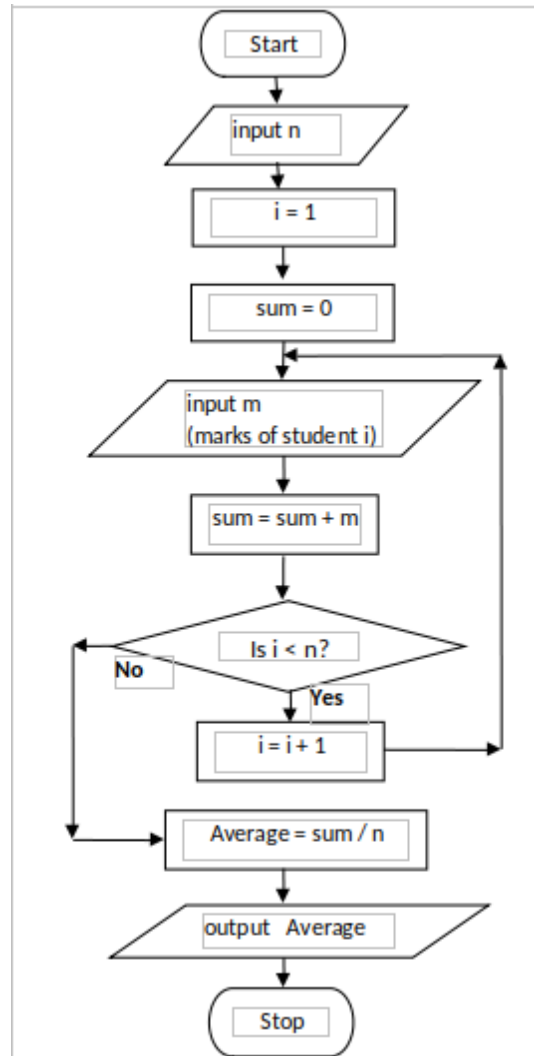 Start
input n
i = 1
sum = 0
input m
(marks of student i)
sum = sum + m
Is i < n?
No
Yes
i = i + 1
Average = sum / n
output Average
Stop